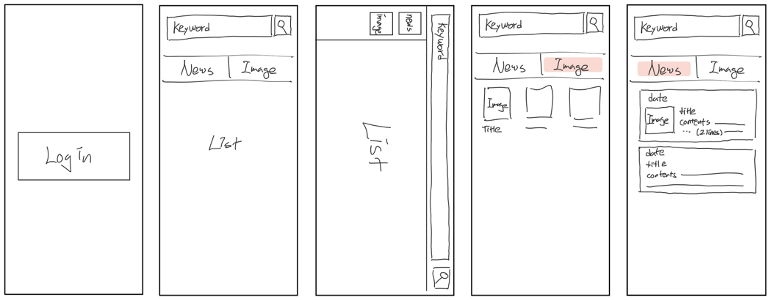 Log in
Keyword
News
Image
List
Keyword
news
image
List
Keyword
News
Image
Image
Title
Keyword
News
Image
date
Image
title
contents
... (2 lines)
date
title
contents